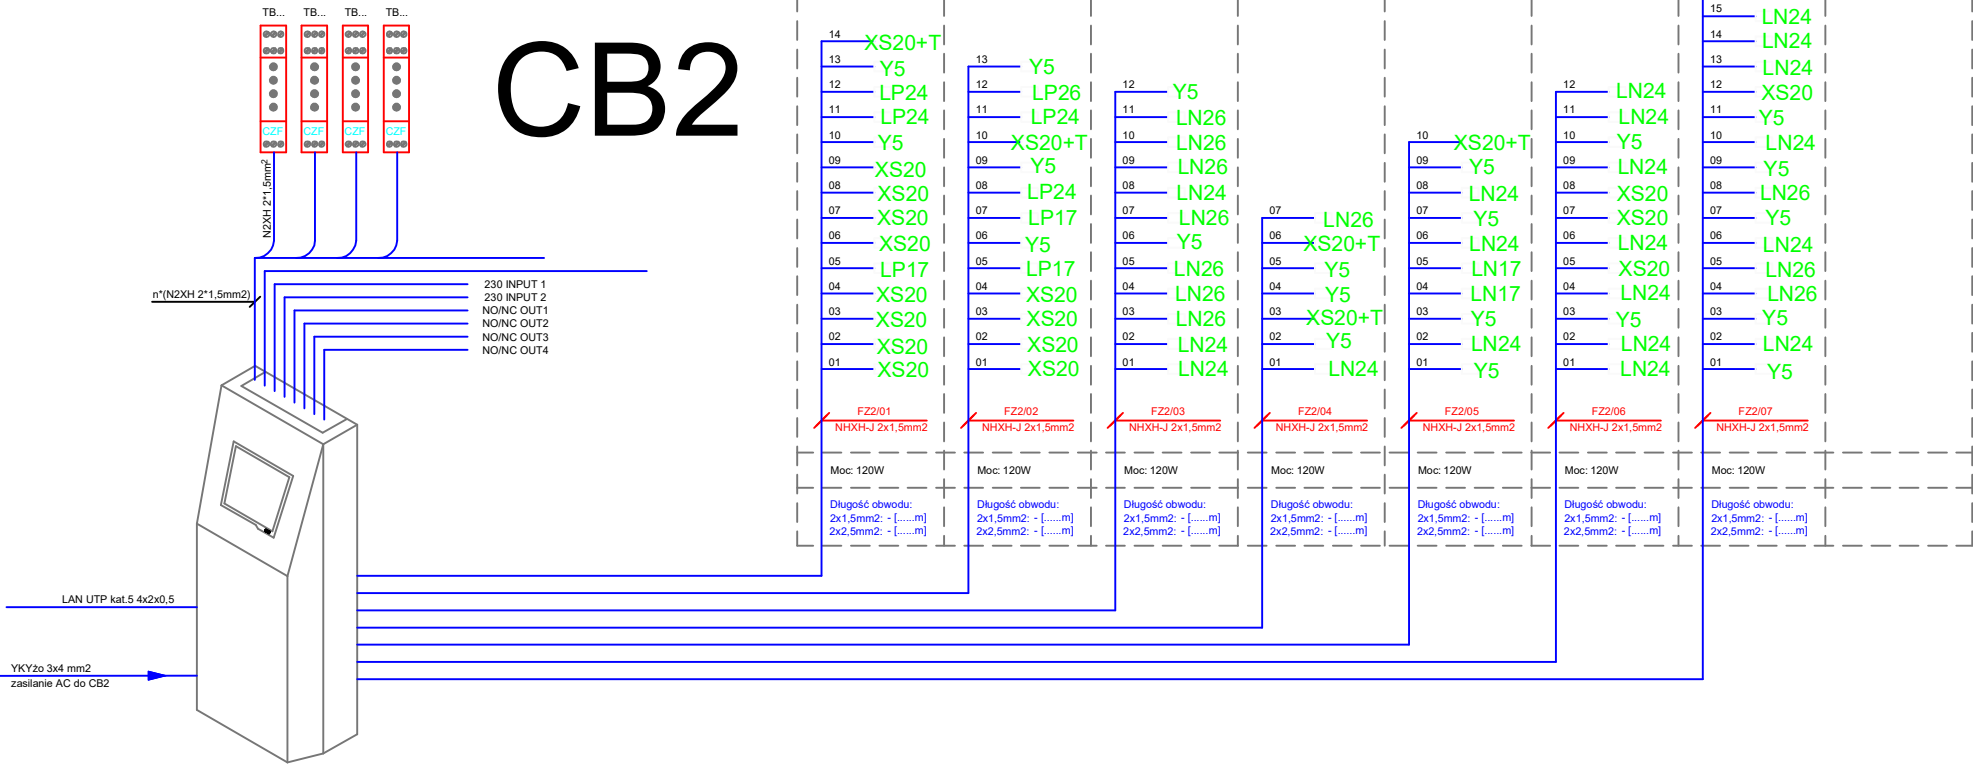 TB... TB... TB... TB...
CB2
CZF CZF CZF CZF
N2XH 2*1,5mm²
n*(N2XH 2*1,5mm2)
230 INPUT 1
230 INPUT 2
NO/NC OUT1
NO/NC OUT2
NO/NC OUT3
NO/NC OUT4
LAN UTP kat.5 4x2x0,5
YKYżo 3x4 mm2
zasilanie AC do CB2
14 XS20+T
13 Y5
12 LP24
11 LP24
10 Y5
09 XS20
08 XS20
07 XS20
06 XS20
05 LP17
04 XS20
03 XS20
02 XS20
01 XS20
FZ2/01
NHXH-J 2x1,5mm2
Moc: 120W
Długość obwodu:
2x1,5mm2: - [......m]
2x2,5mm2: - [......m]
13 Y5
12 LP26
11 LP24
10 XS20+T
09 Y5
08 LP24
07 LP17
06 Y5
05 LP17
04 XS20
03 XS20
02 XS20
01 XS20
FZ2/02
NHXH-J 2x1,5mm2
Moc: 120W
Długość obwodu:
2x1,5mm2: - [......m]
2x2,5mm2: - [......m]
12 Y5
11 LN26
10 LN26
09 LN26
08 LN24
07 LN26
06 Y5
05 LN26
04 LN26
03 LN26
02 LN24
01 LN24
FZ2/03
NHXH-J 2x1,5mm2
Moc: 120W
Długość obwodu:
2x1,5mm2: - [......m]
2x2,5mm2: - [......m]
07 LN26
06 XS20+T
05 Y5
04 Y5
03 XS20+T
02 Y5
01 LN24
FZ2/04
NHXH-J 2x1,5mm2
Moc: 120W
Długość obwodu:
2x1,5mm2: - [......m]
2x2,5mm2: - [......m]
10 XS20+T
09 Y5
08 LN24
07 Y5
06 LN24
05 LN17
04 LN17
03 Y5
02 LN24
01 Y5
FZ2/05
NHXH-J 2x1,5mm2
Moc: 120W
Długość obwodu:
2x1,5mm2: - [......m]
2x2,5mm2: - [......m]
12 LN24
11 LN24
10 Y5
09 LN24
08 XS20
07 XS20
06 LN24
05 XS20
04 LN24
03 Y5
02 LN24
01 LN24
FZ2/06
NHXH-J 2x1,5mm2
Moc: 120W
Długość obwodu:
2x1,5mm2: - [......m]
2x2,5mm2: - [......m]
15 LN24
14 LN24
13 LN24
12 XS20
11 Y5
10 LN24
09 Y5
08 LN26
07 Y5
06 LN24
05 LN26
04 LN26
03 Y5
02 LN24
01 Y5
FZ2/07
NHXH-J 2x1,5mm2
Moc: 120W
Długość obwodu:
2x1,5mm2: - [......m]
2x2,5mm2: - [......m]